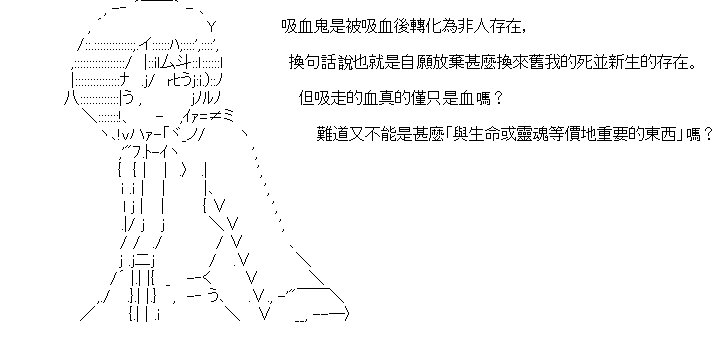 吸血鬼是被吸血後轉化為非人存在,
換句話說也就是自願放棄甚麼換來舊我的死並新生的存在。
但吸走的血真的僅只是血嗎？
難道又不能是甚麼「與生命或靈魂等價地重要的東西」嗎？